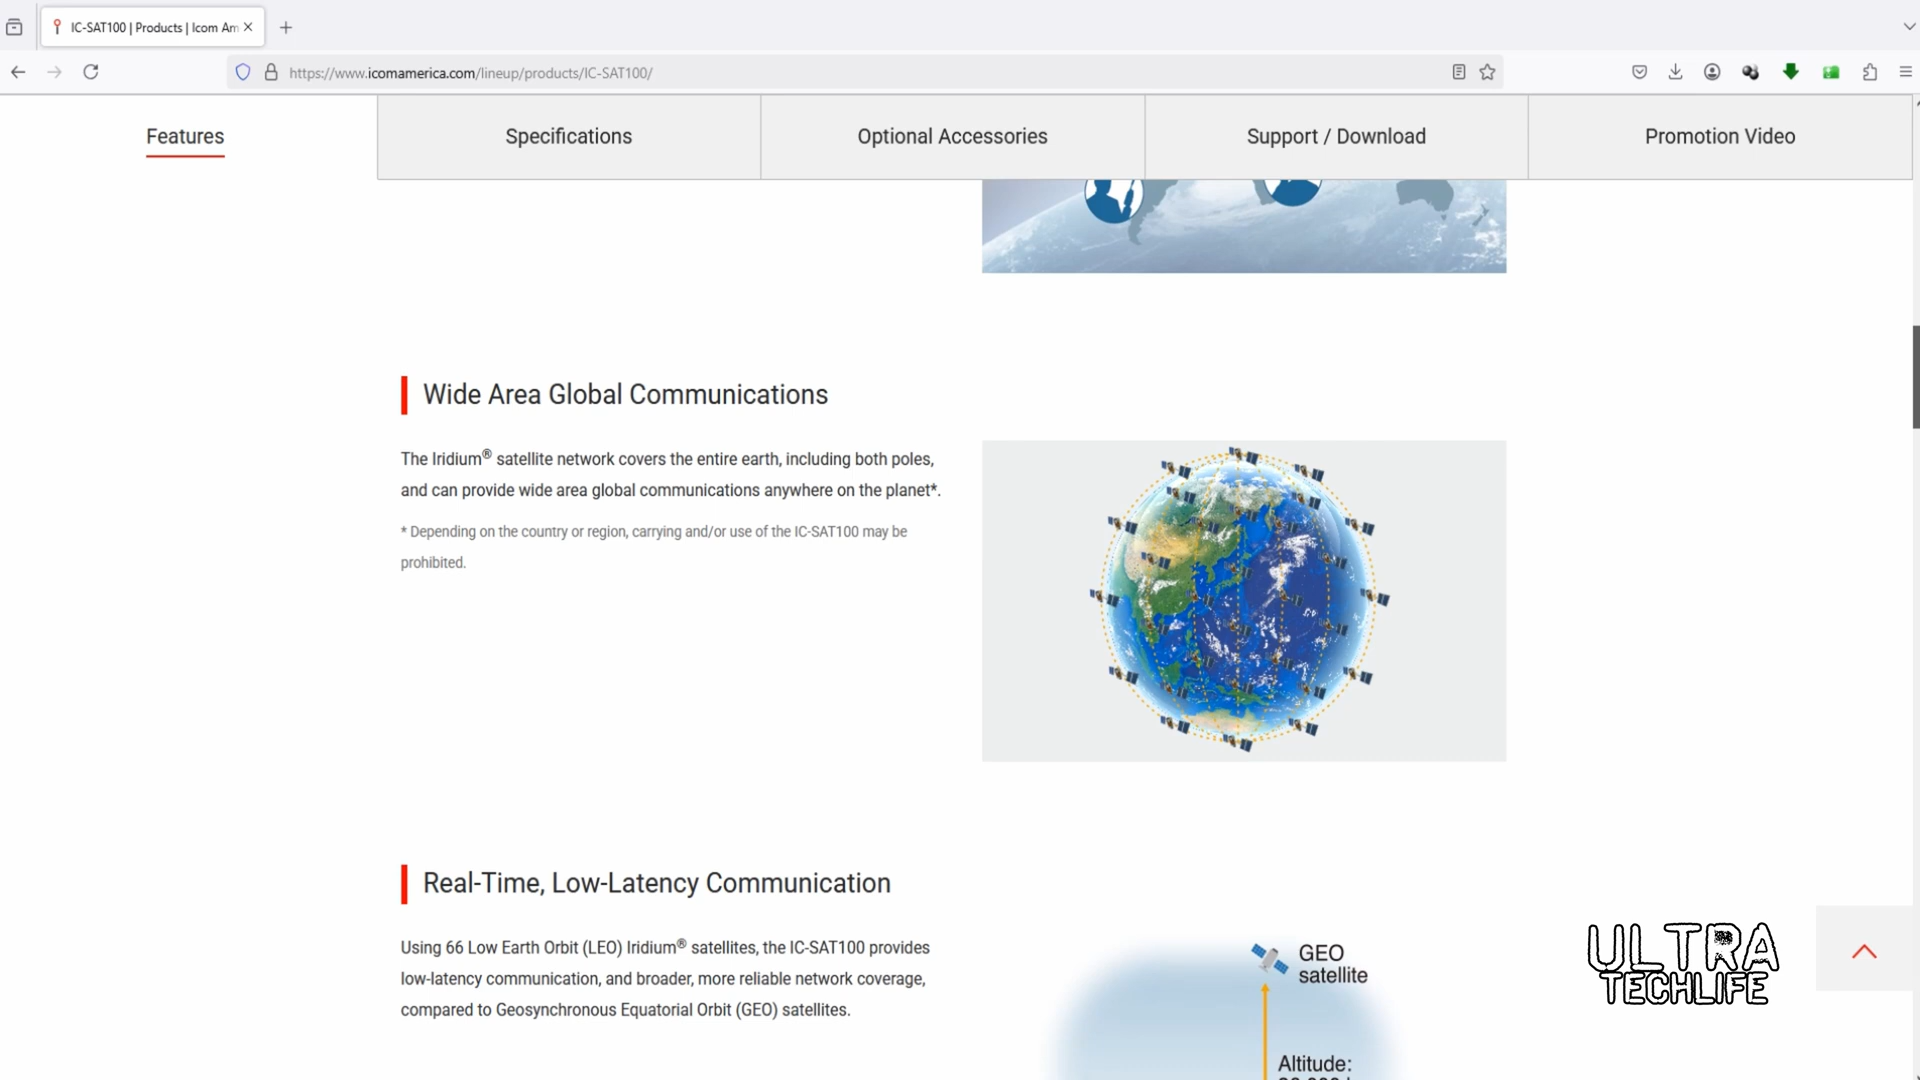 IC-SAT100 | Products | Icom Am
https://www.icomamerica.com/lineup/products/IC-SAT100/
Features
Specifications
Optional Accessories
Support / Download
Promotion Video
Wide Area Global Communications
The Iridium® satellite network covers the entire earth, including both poles,
and can provide wide area global communications anywhere on the planet*.
* Depending on the country or region, carrying and/or use of the IC-SAT100 may be
prohibited.
Real-Time, Low-Latency Communication
Using 66 Low Earth Orbit (LEO) Iridium® satellites, the IC-SAT100 provides
low-latency communication, and broader, more reliable network coverage,
compared to Geosynchronous Equatorial Orbit (GEO) satellites.
GEO
satellite
Altitude:
ULTRA
TECHLIFE